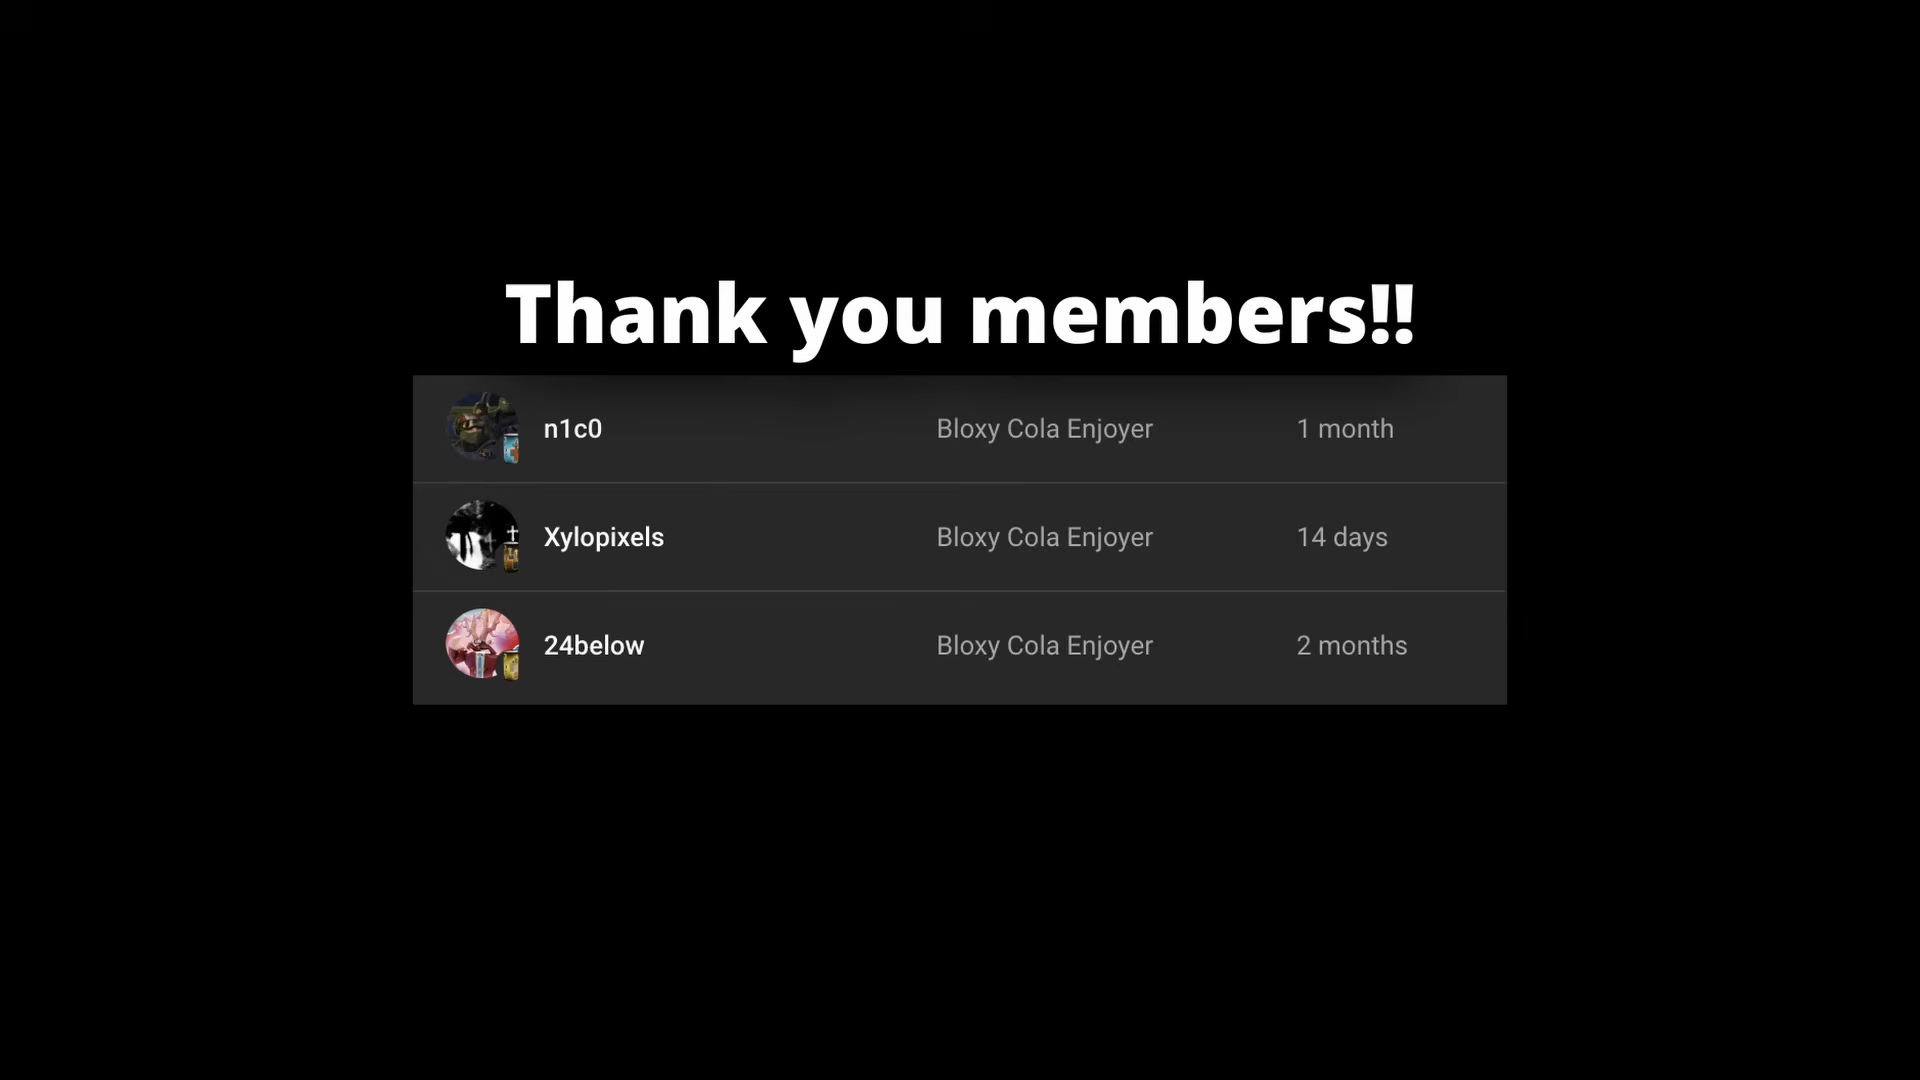 Thank you members!!
n1c0 Bloxy Cola Enjoyer 1 month
Xylopixels Bloxy Cola Enjoyer 14 days
24below Bloxy Cola Enjoyer 2 months